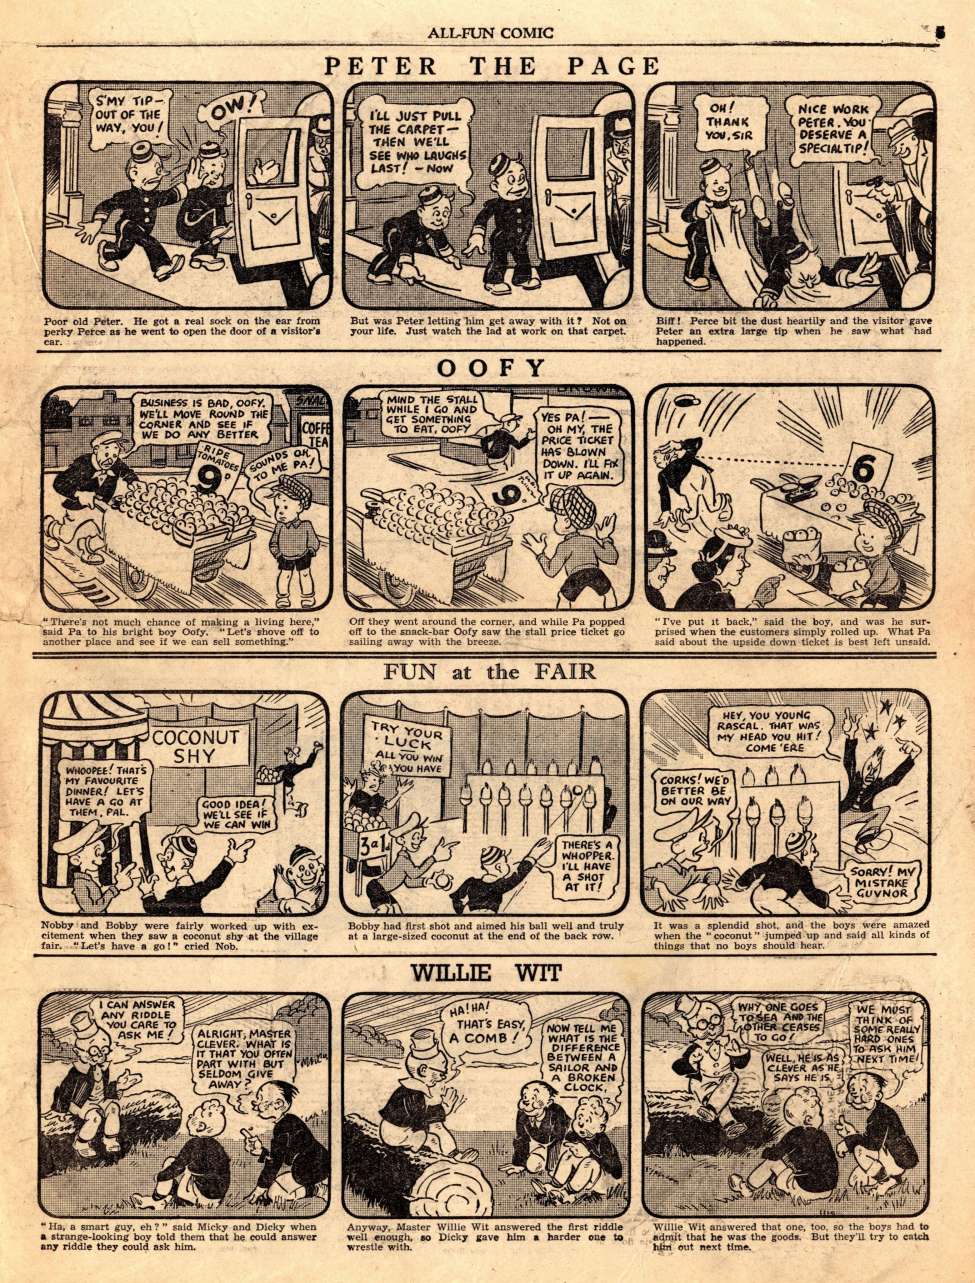 ALL-FUN COMIC
5
PETER THE PAGE
S'MY TIP—
OUT OF THE
WAY, YOU!
OW!
I'LL JUST PULL
THE CARPET—
THEN WE'LL
SEE WHO LAUGHS
LAST! — NOW
OH!
THANK
YOU, SIR
NICE WORK
PETER. YOU
DESERVE A
SPECIAL TIP!
Poor old Peter. He got a real sock on the ear from
perky Perce as he went to open the door of a visitor's
car.
But was Peter letting him get away with it? Not on
your life. Just watch the lad at work on that carpet.
Biff! Perce bit the dust heartily and the visitor gave
Peter an extra large tip when he saw what had
happened.
OOFY
BUSINESS IS BAD, OOFY.
WE'LL MOVE ROUND THE
CORNER AND SEE IF
WE DO ANY BETTER
COFFE
TEA
RIPE
TOMATOES
9D
SOUNDS O.K.
TO ME PA!
MIND THE STALL
WHILE I GO AND
GET SOMETHING
TO EAT, OOFY
YES PA! —
OH MY, THE
PRICE TICKET
HAS BLOWN
DOWN. I'LL FIX
IT UP AGAIN.
9
6
"There's not much chance of making a living here,"
said Pa to his bright boy Oofy. "Let's shove off to
another place and see if we can sell something."
Off they went around the corner, and while Pa popped
off to the snack-bar Oofy saw the stall price ticket go
sailing away with the breeze.
"I've put it back," said the boy, and was he sur-
prised when the customers simply rolled up. What Pa
said about the upside down ticket is best left unsaid.
FUN at the FAIR
COCONUT
SHY
WHOOPEE! THAT'S
MY FAVOURITE
DINNER! LET'S
HAVE A GO AT
THEM, PAL.
GOOD IDEA!
WE'LL SEE IF
WE CAN WIN
TRY YOUR
LUCK
ALL YOU WIN
YOU HAVE
3 a 1d
THERE'S A
WHOPPER.
I'LL HAVE
A SHOT
AT IT!
HEY, YOU YOUNG
RASCAL. THAT WAS
MY HEAD YOU HIT!
COME 'ERE
CORKS! WE'D
BETTER BE
ON OUR WAY
SORRY! MY
MISTAKE
GUVNOR
Nobby and Bobby were fairly worked up with ex-
citement when they saw a coconut shy at the village
fair. "Let's have a go!" cried Nob.
Bobby had first shot and aimed his ball well and truly
at a large-sized coconut at the end of the back row.
It was a splendid shot, and the boys were amazed
when the "coconut" jumped up and said all kinds of
things that no boys should hear.
WILLIE WIT
I CAN ANSWER
ANY RIDDLE
YOU CARE TO
ASK ME!
ALRIGHT, MASTER
CLEVER. WHAT IS
IT THAT YOU OFTEN
PART WITH BUT
SELDOM GIVE
AWAY?
HA! HA!
THAT'S EASY,
A COMB!
NOW TELL ME
WHAT IS THE
DIFFERENCE
BETWEEN A
SAILOR AND
A BROKEN
CLOCK.
WHY, ONE GOES
TO SEA AND THE
OTHER CEASES
TO GO!
WELL, HE IS AS
CLEVER AS HE
SAYS HE IS.
WE MUST
THINK OF
SOME REALLY
HARD ONES
TO ASK HIM
NEXT TIME!
"Ha, a smart guy, eh?" said Micky and Dicky when
a strange-looking boy told them that he could answer
any riddle they could ask him.
Anyway, Master Willie Wit answered the first riddle
well enough, so Dicky gave him a harder one to
wrestle with.
Willie Wit answered that one, too, so the boys had to
admit that he was the goods. But they'll try to catch
him out next time.